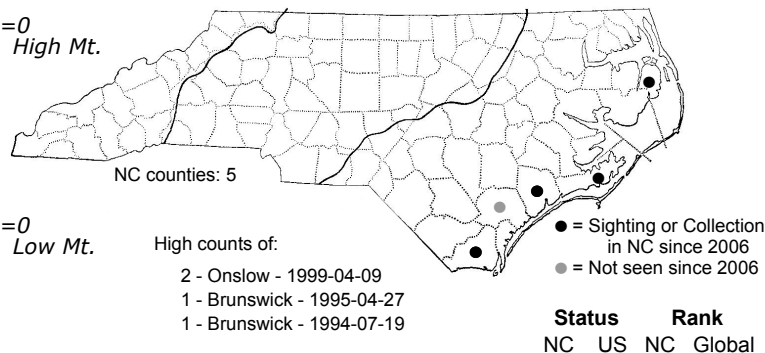 =0
High Mt.
NC counties: 5
=0
Low Mt.
High counts of:
2 - Onslow - 1999-04-09
1 - Brunswick - 1995-04-27
1 - Brunswick - 1994-07-19
= Sighting or Collection
in NC since 2006
= Not seen since 2006
Status Rank
NC US NC Global